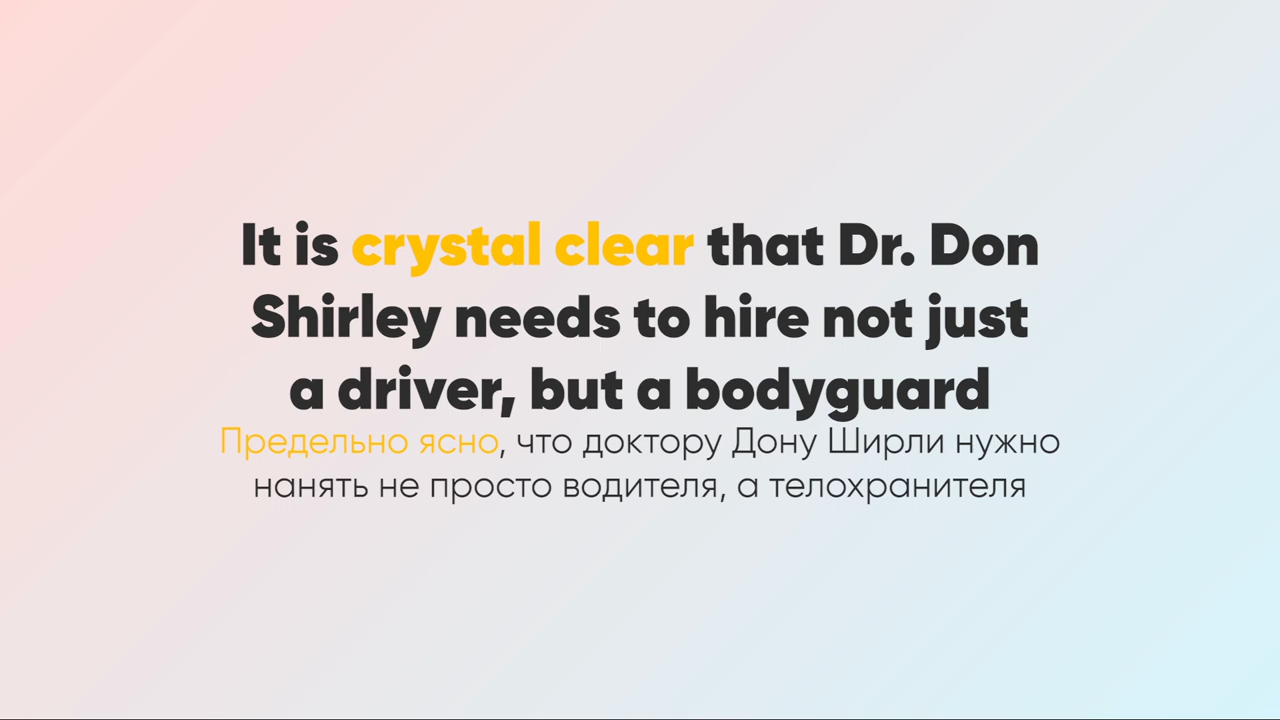 It is crystal clear that Dr. Don
Shirley needs to hire not just
a driver, but a bodyguard
Предельно ясно, что доктору Дону Ширли нужно
нанять не просто водителя, а телохранителя